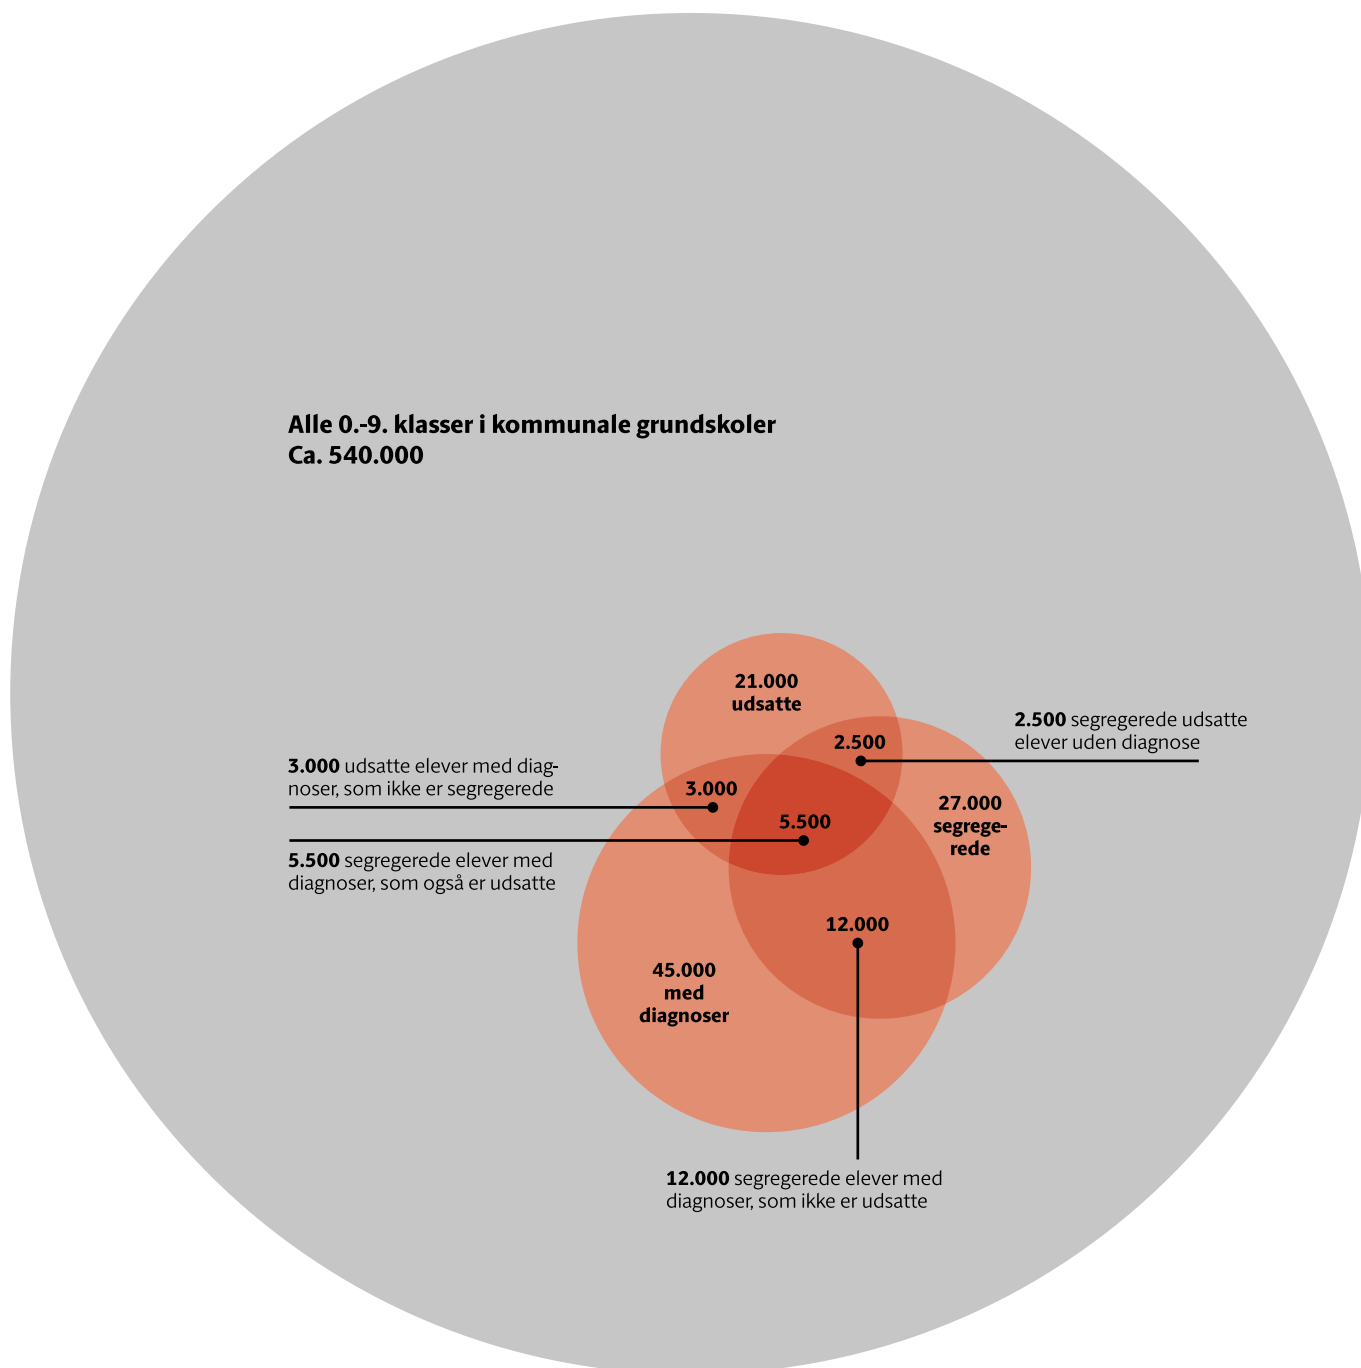 Alle 0.-9. klasser i kommunale grundskoler
Ca. 540.000
21.000
udsatte
2.500 segregerede udsatte
elever uden diagnose
2.500
3.000 udsatte elever med diag-
noser, som ikke er segregerede
3.000
27.000
segrege-
rede
5.500
5.500 segregerede elever med
diagnoser, som også er udsatte
12.000
45.000
med
diagnoser
12.000 segregerede elever med
diagnoser, som ikke er udsatte